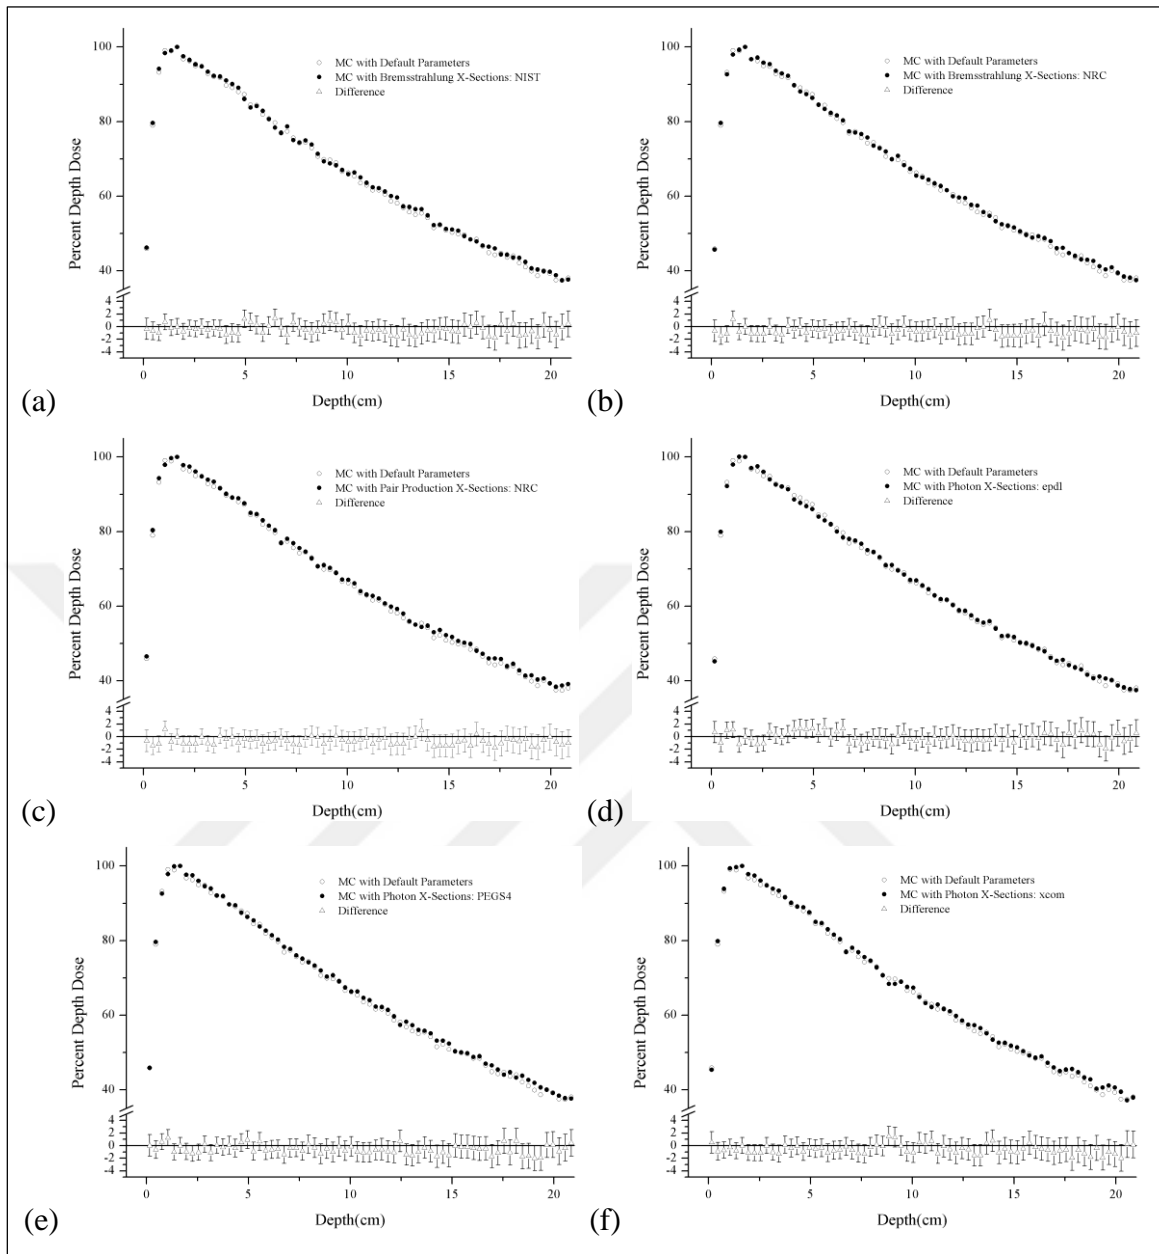 MC with Default Parameters
MC with Bremsstrahlung X-Sections: NIST
Difference
Percent Depth Dose
100
80
60
40
4
2
0
-2
-4
0 5 10 15 20
Depth(cm)
(a)
MC with Default Parameters
MC with Bremsstrahlung X-Sections: NRC
Difference
Percent Depth Dose
100
80
60
40
4
2
0
-2
-4
0 5 10 15 20
Depth(cm)
(b)
MC with Default Parameters
MC with Pair Production X-Sections: NRC
Difference
Percent Depth Dose
100
80
60
40
4
2
0
-2
-4
0 5 10 15 20
Depth(cm)
(c)
MC with Default Parameters
MC with Photon X-Sections: epdl
Difference
Percent Depth Dose
100
80
60
40
4
2
0
-2
-4
0 5 10 15 20
Depth(cm)
(d)
MC with Default Parameters
MC with Photon X-Sections: PEGS4
Difference
Percent Depth Dose
100
80
60
40
4
2
0
-2
-4
0 5 10 15 20
Depth(cm)
(e)
MC with Default Parameters
MC with Photon X-Sections: xcom
Difference
Percent Depth Dose
100
80
60
40
4
2
0
-2
-4
0 5 10 15 20
Depth(cm)
(f)